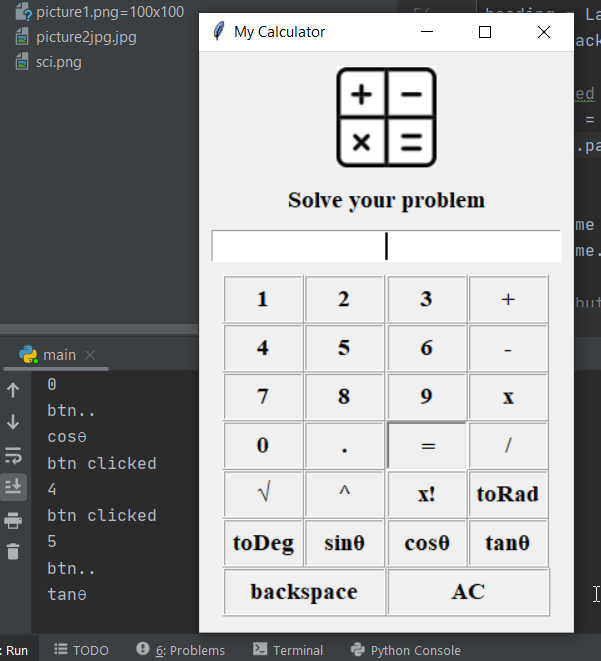 picture1.png=100x100
picture2jpg.jpg
sci.png
My Calculator
Solve your problem
1 2 3 +
4 5 6 -
7 8 9 x
0 . = /
√ ^ x! toRad
toDeg sinθ cosθ tanθ
backspace AC
main
0
btn..
cosθ
btn clicked
4
btn clicked
5
btn..
tanθ
: Run TODO 6: Problems Terminal Python Console